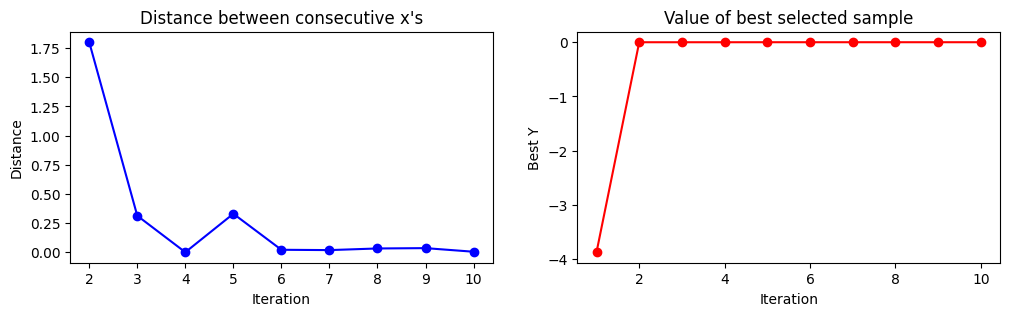 Distance between consecutive x's
Distance
1.75
1.50
1.25
1.00
0.75
0.50
0.25
0.00
2 3 4 5 6 7 8 9 10
Iteration
Value of best selected sample
Best Y
0
−1
−2
−3
−4
2 4 6 8 10
Iteration